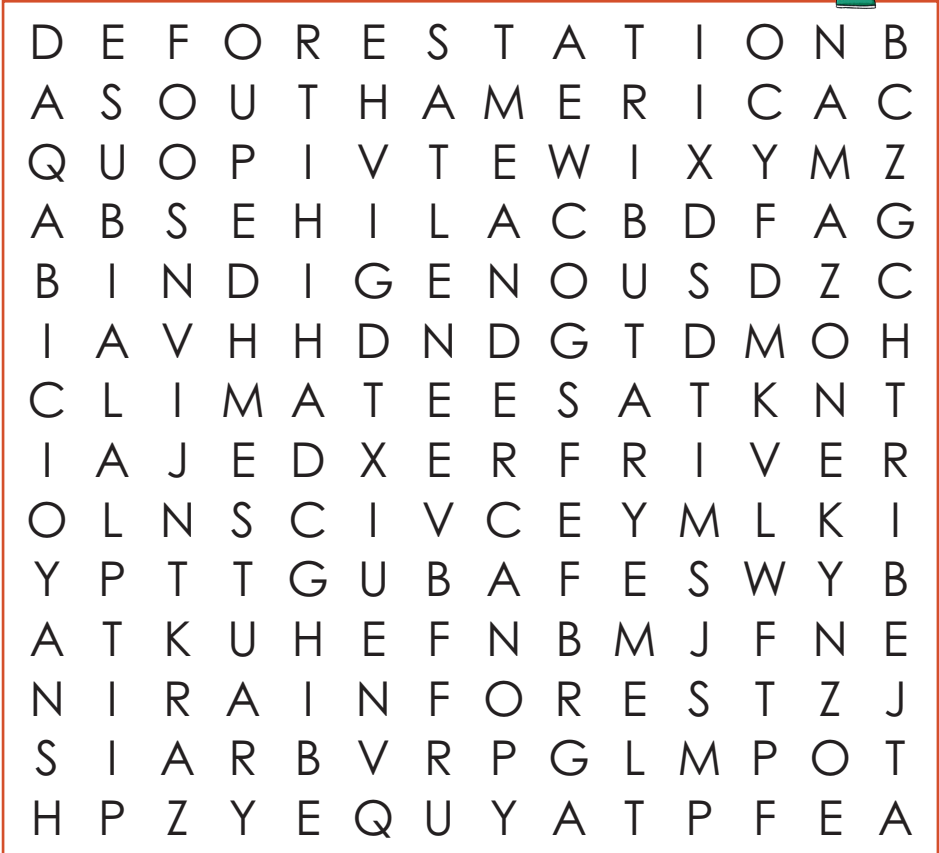 D E F O R E S T A T I O N B
A S O U T H A M E R I C A C
Q U O P I V T E W I X Y M Z
A B S E H I L A C B D F A G
B I N D I G E N O U S D Z C
I A V H H D N D G T D M O H
C L I M A T E E S A T K N T
I A J E D X E R F R I V E R
O L N S C I V C E Y M L K I
Y P T T G U B A F E S W Y B
A T K U H E F N B M J F N E
N I R A I N F O R E S T Z J
S I A R B V R P G L M P O T
H P Z Y E Q U Y A T P F E A